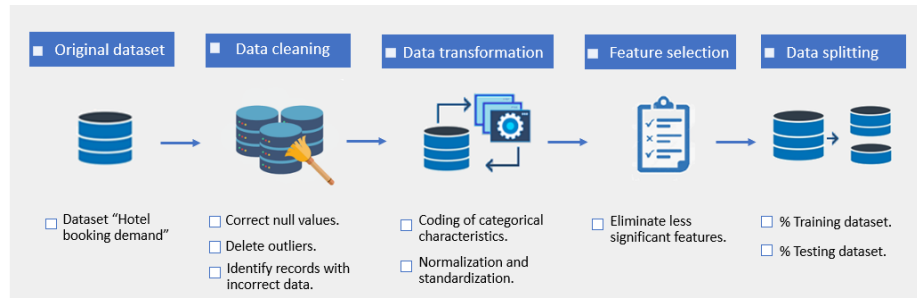 Original dataset
Data cleaning
Data transformation
Feature selection
Data splitting
Dataset “Hotel
booking demand”
Correct null values.
Delete outliers.
Identify records with
incorrect data.
Coding of categorical
characteristics.
Normalization and
standardization.
Eliminate less
significant features.
% Training dataset.
% Testing dataset.